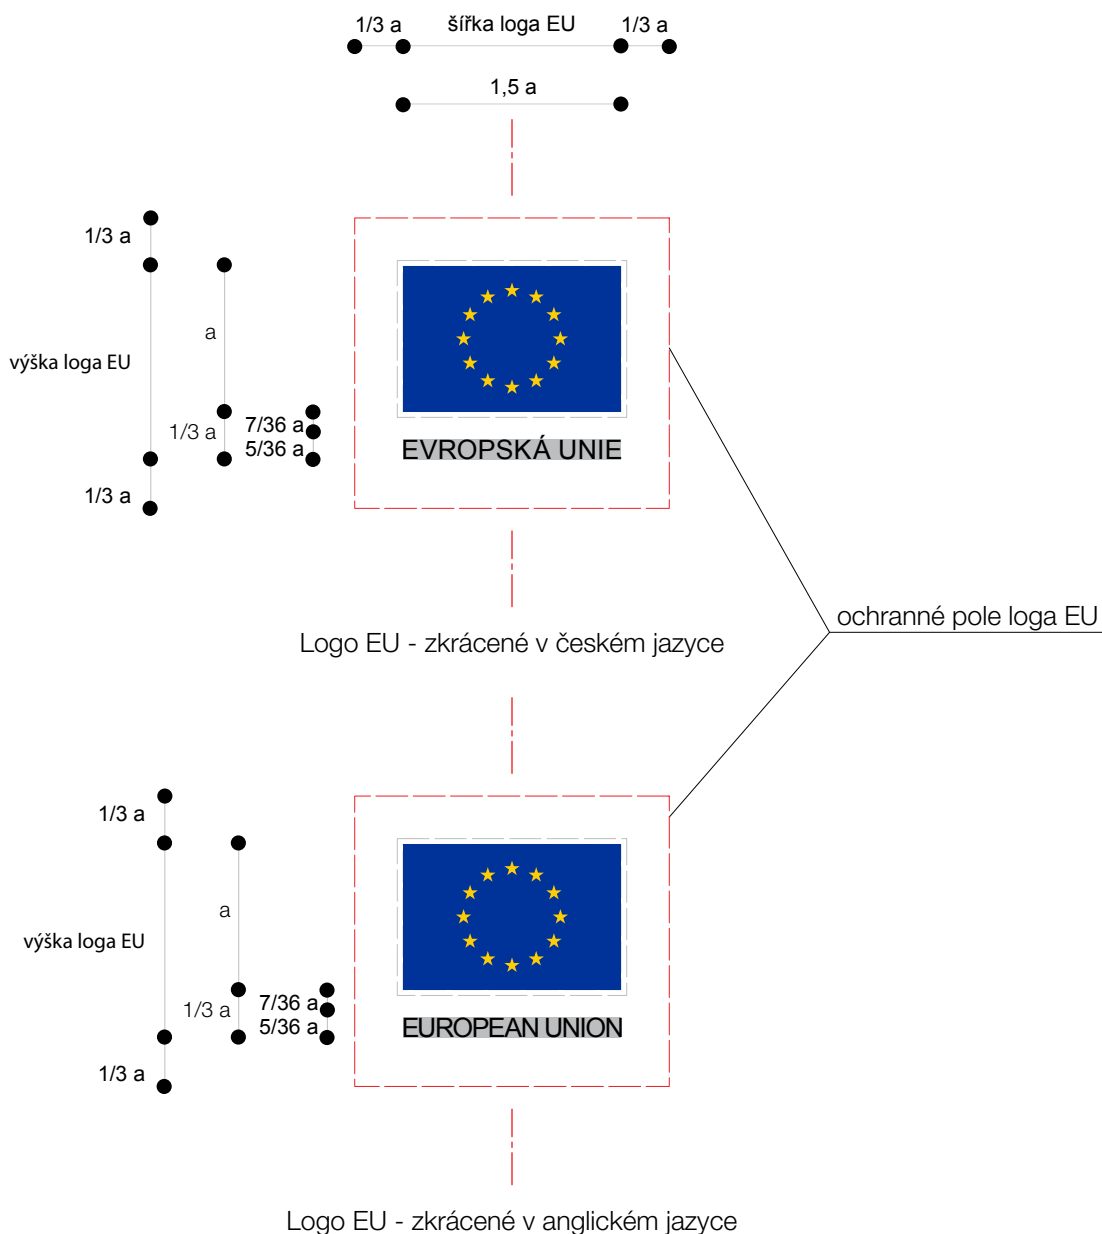 1/3 a šířka loga EU 1/3 a
1,5 a
1/3 a
a
výška loga EU
1/3 a
7/36 a
5/36 a
EVROPSKÁ UNIE
1/3 a
ochranné pole loga EU
Logo EU - zkrácené v českém jazyce
1/3 a
a
výška loga EU
1/3 a
7/36 a
5/36 a
EUROPEAN UNION
1/3 a
Logo EU - zkrácené v anglickém jazyce